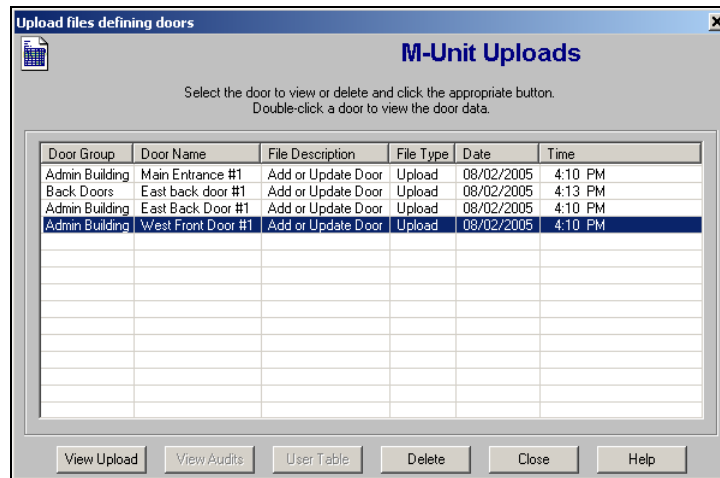 Upload files defining doors
M-Unit Uploads
Select the door to view or delete and click the appropriate button.
Double-click a door to view the door data.
Door Group Door Name File Description File Type Date Time
Admin Building Main Entrance #1 Add or Update Door Upload 08/02/2005 4:10 PM
Back Doors East back door #1 Add or Update Door Upload 08/02/2005 4:13 PM
Admin Building East Back Door #1 Add or Update Door Upload 08/02/2005 4:10 PM
Admin Building West Front Door #1 Add or Update Door Upload 08/02/2005 4:10 PM
View Upload View Audits User Table Delete Close Help